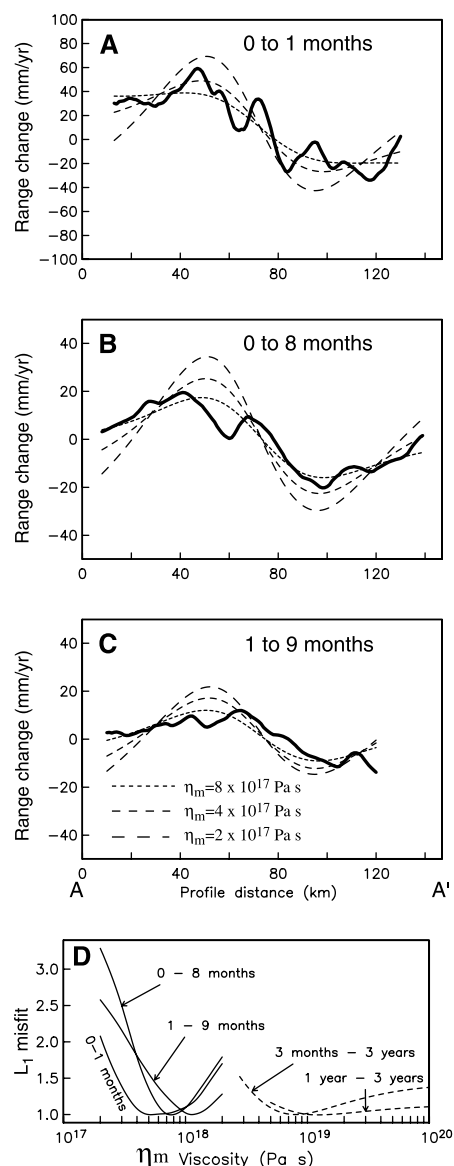 A
0 to 1 months
Range change (mm/yr)
100
80
60
40
20
0
−20
−40
−60
−80
−100
0 40 80 120
B
0 to 8 months
Range change (mm/yr)
40
20
0
−20
−40
0 40 80 120
C
1 to 9 months
Range change (mm/yr)
40
20
0
−20
−40
ηm=8 x 10^17 Pa s
ηm=4 x 10^17 Pa s
ηm=2 x 10^17 Pa s
0 40 80 120
A Profile distance (km) A'
D
L1 misfit
3.0
2.5
2.0
1.5
1.0
0 − 8 months
1 − 9 months
0−1 months
3 months − 3 years
1 year − 3 years
10^17 10^18 10^19 10^20
ηm Viscosity (Pa s)